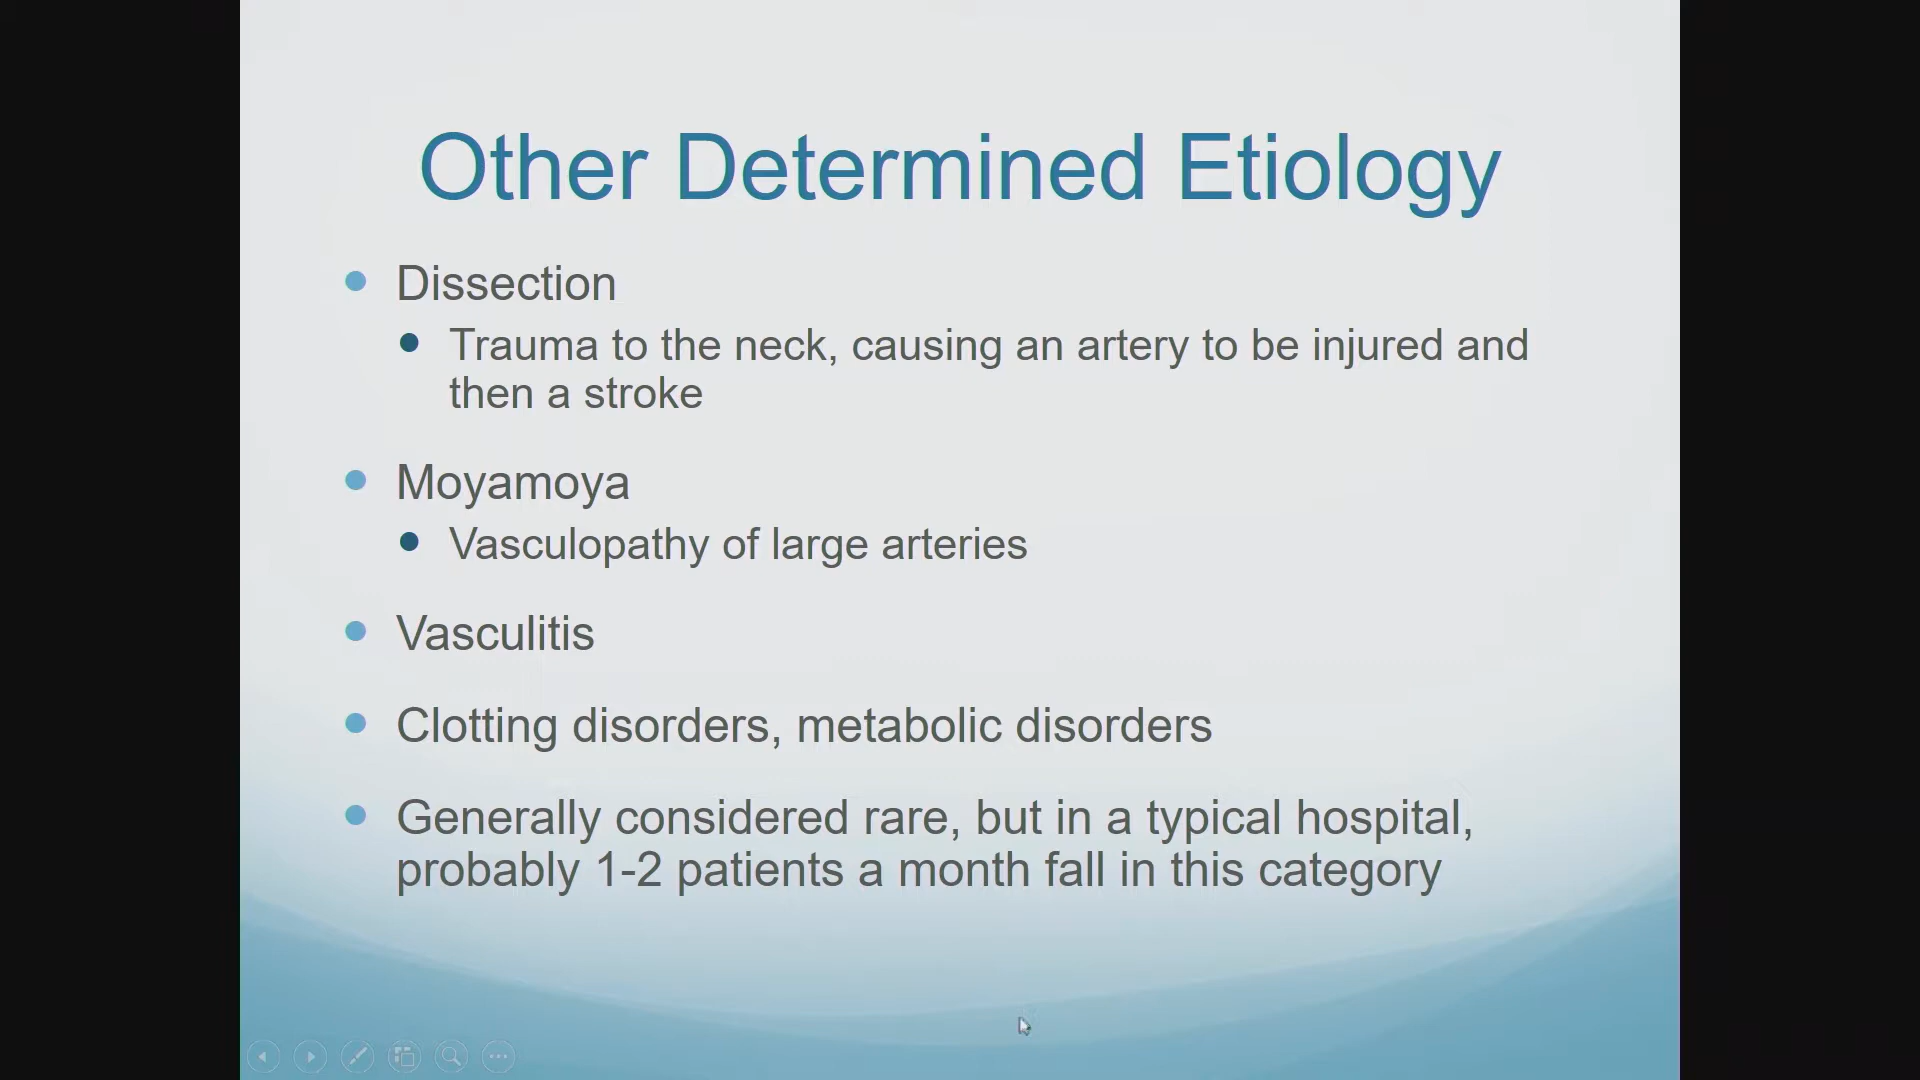 Other Determined Etiology
Dissection
Trauma to the neck, causing an artery to be injured and
then a stroke
Moyamoya
Vasculopathy of large arteries
Vasculitis
Clotting disorders, metabolic disorders
Generally considered rare, but in a typical hospital,
probably 1-2 patients a month fall in this category